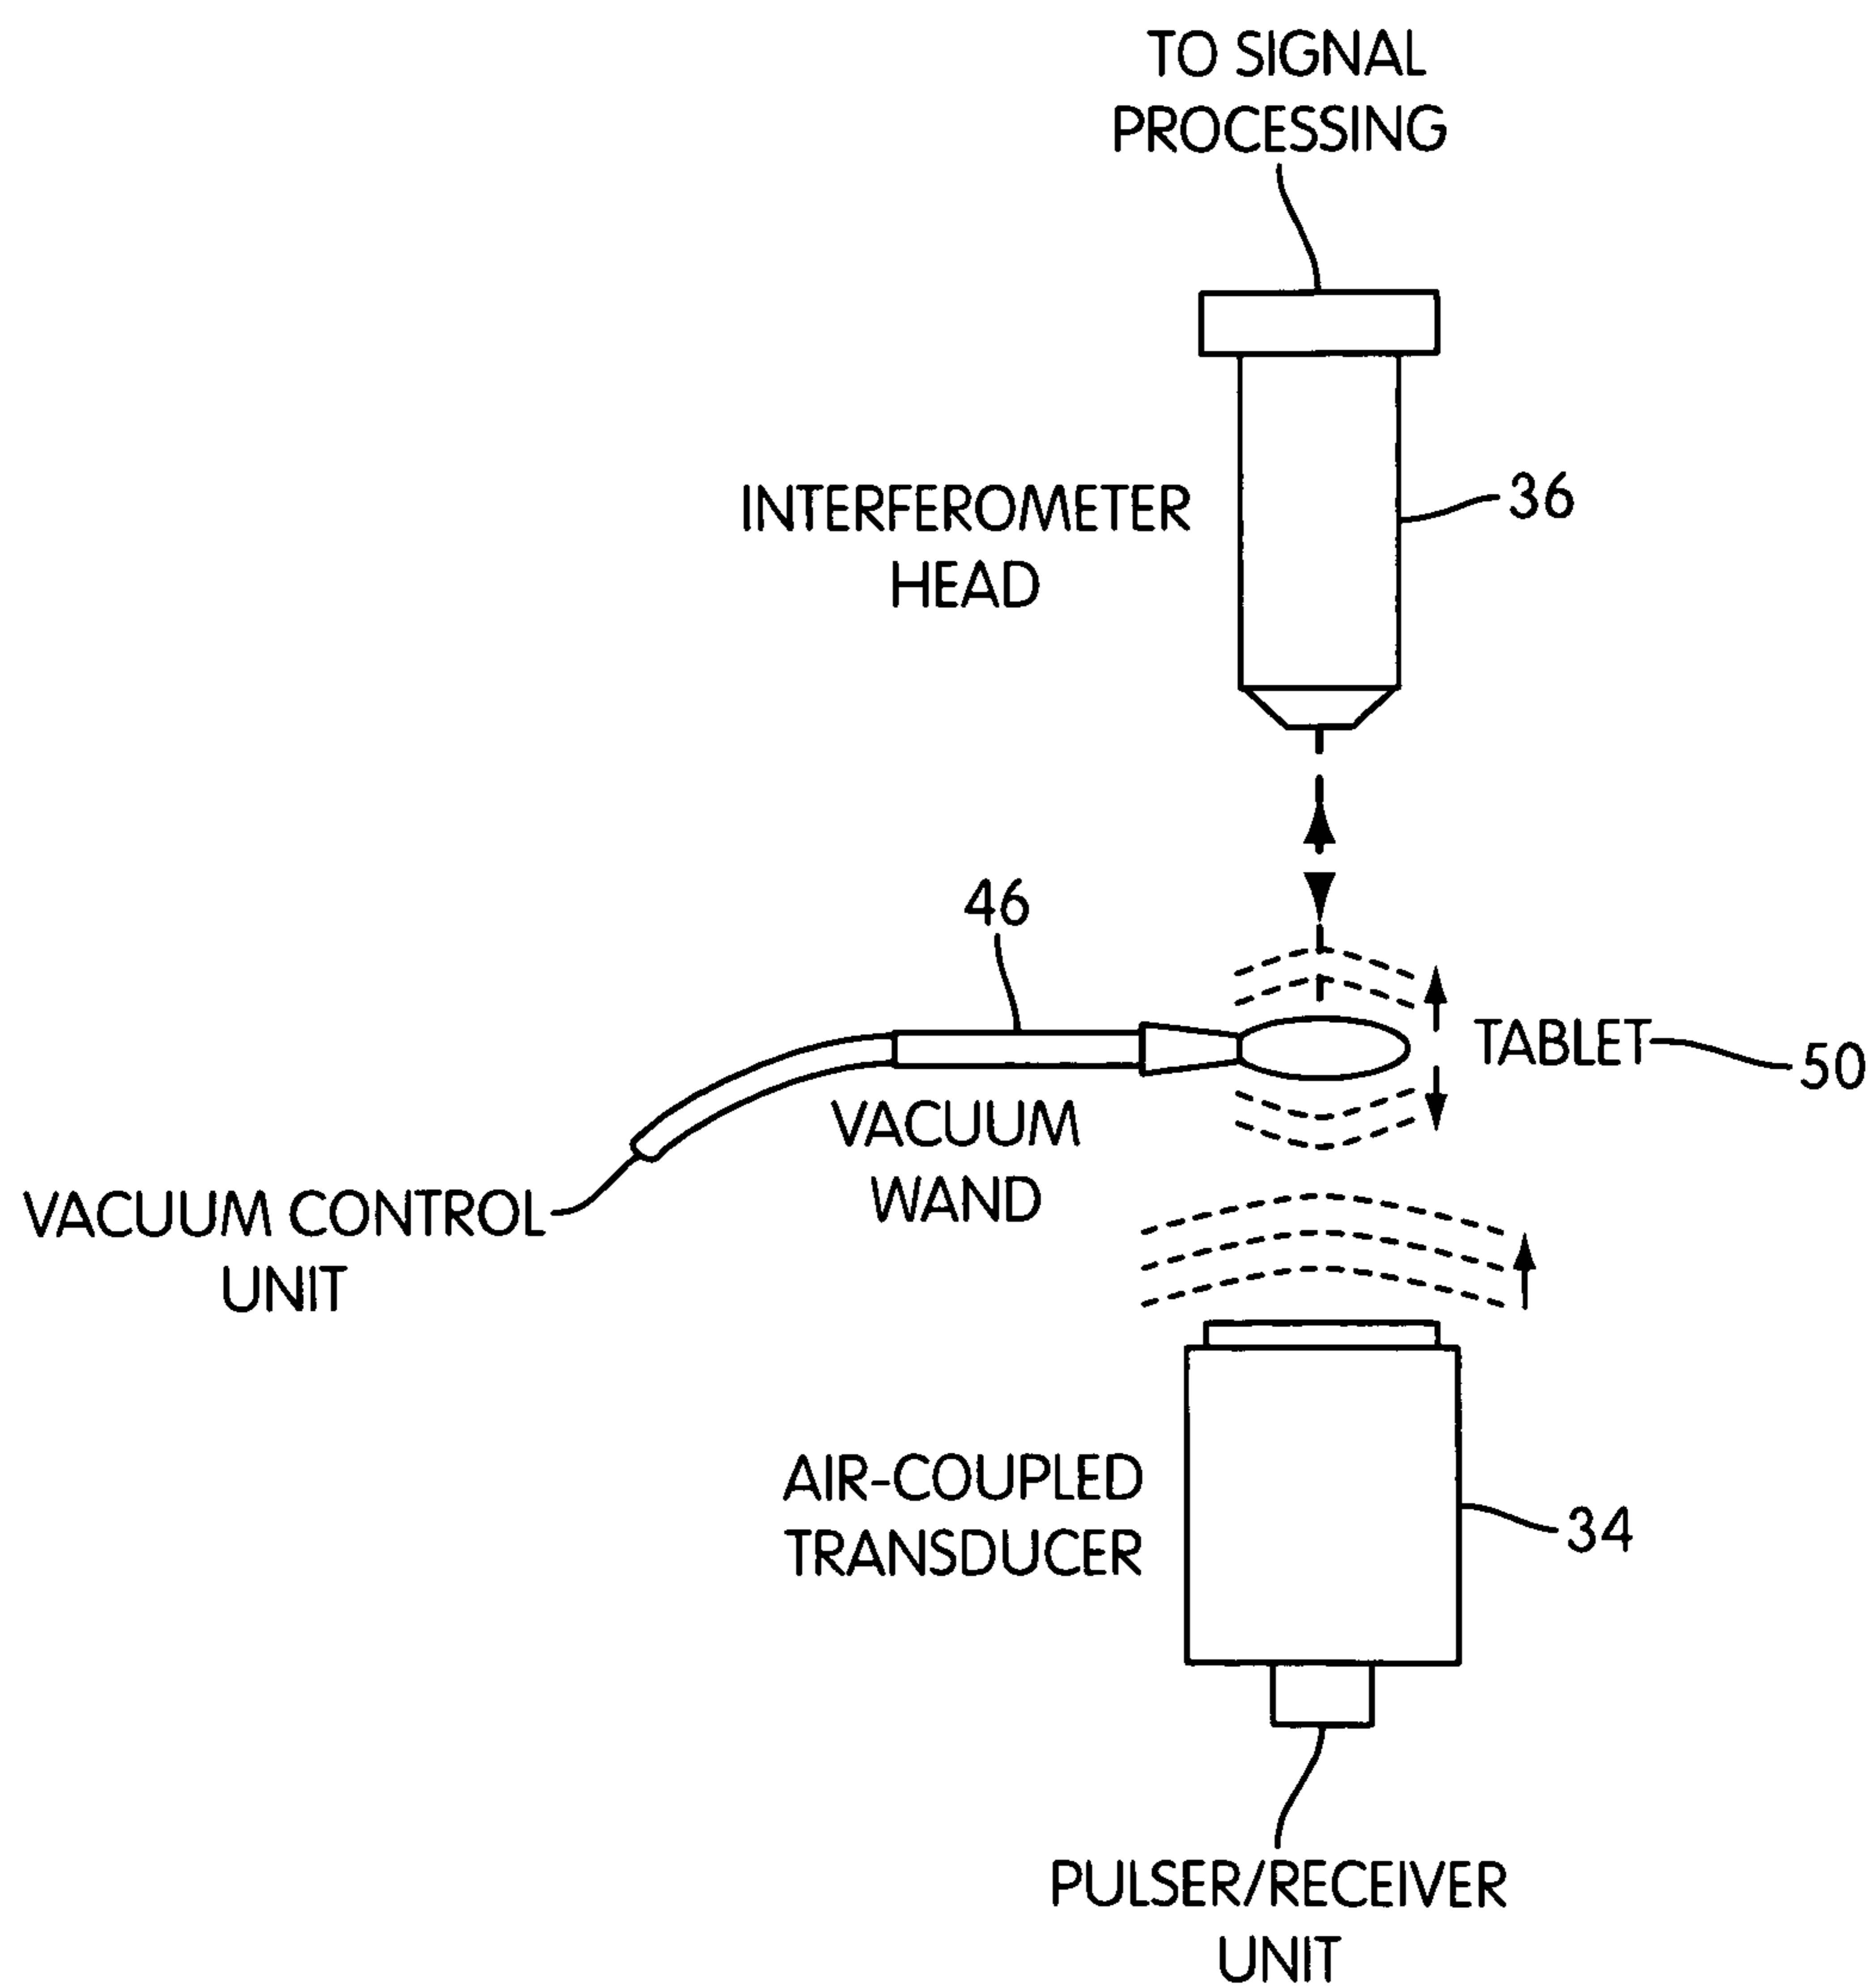 TO SIGNAL
PROCESSING
INTERFEROMETER
HEAD
36
46
TABLET
50
VACUUM
WAND
VACUUM CONTROL
UNIT
AIR-COUPLED
TRANSDUCER
34
PULSER/RECEIVER
UNIT